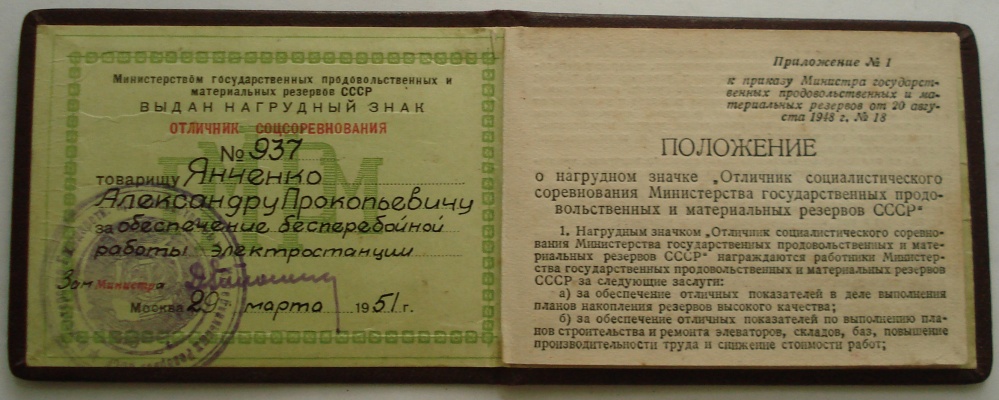 Министерством государственных продовольственных и
материальных резервов СССР
ВЫДАН НАГРУДНЫЙ ЗНАК
ОТЛИЧНИК СОЦСОРЕВНОВАНИЯ
№ 937
товарищу Янченко
Александру Прокопьевичу
за обеспечение бесперебойной
работы электростанции
Зам Министра
Москва 29 марта 1951 г.
Приложение № 1
к приказу Министра государст-
венных продовольственных и ма-
териальных резервов от 20 авгу-
ста 1948 г. № 18
ПОЛОЖЕНИЕ
о нагрудном значке „Отличник социалистического
соревнования Министерства государственных продо-
вольственных и материальных резервов СССР“
1. Нагрудным значком „Отличник социалистического соревно-
вания Министерства государственных продовольственных и мате-
риальных резервов СССР“ награждаются работники Министер-
ства государственных продовольственных и материальных резервов
СССР за следующие заслуги:
а) за обеспечение отличных показателей в деле выполнения
планов накопления резервов высокого качества;
б) за обеспечение отличных показателей по выполнению пла-
нов строительства и ремонта элеваторов, складов, баз, повышение
производительности труда и снижение стоимости работ;